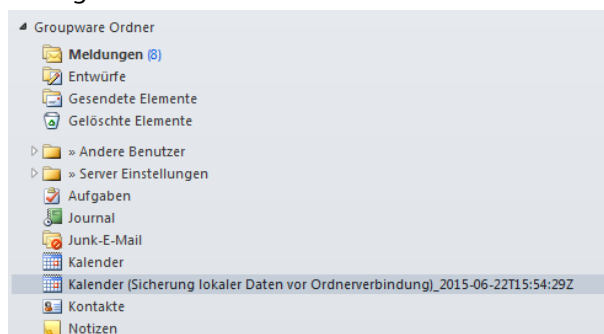 Groupware Ordner
Meldungen (8)
Entwürfe
Gesendete Elemente
Gelöschte Elemente
» Andere Benutzer
» Server Einstellungen
Aufgaben
Journal
Junk-E-Mail
Kalender
Kalender (Sicherung lokaler Daten vor Ordnerverbindung)_2015-06-22T15:54:29Z
Kontakte
Notizen